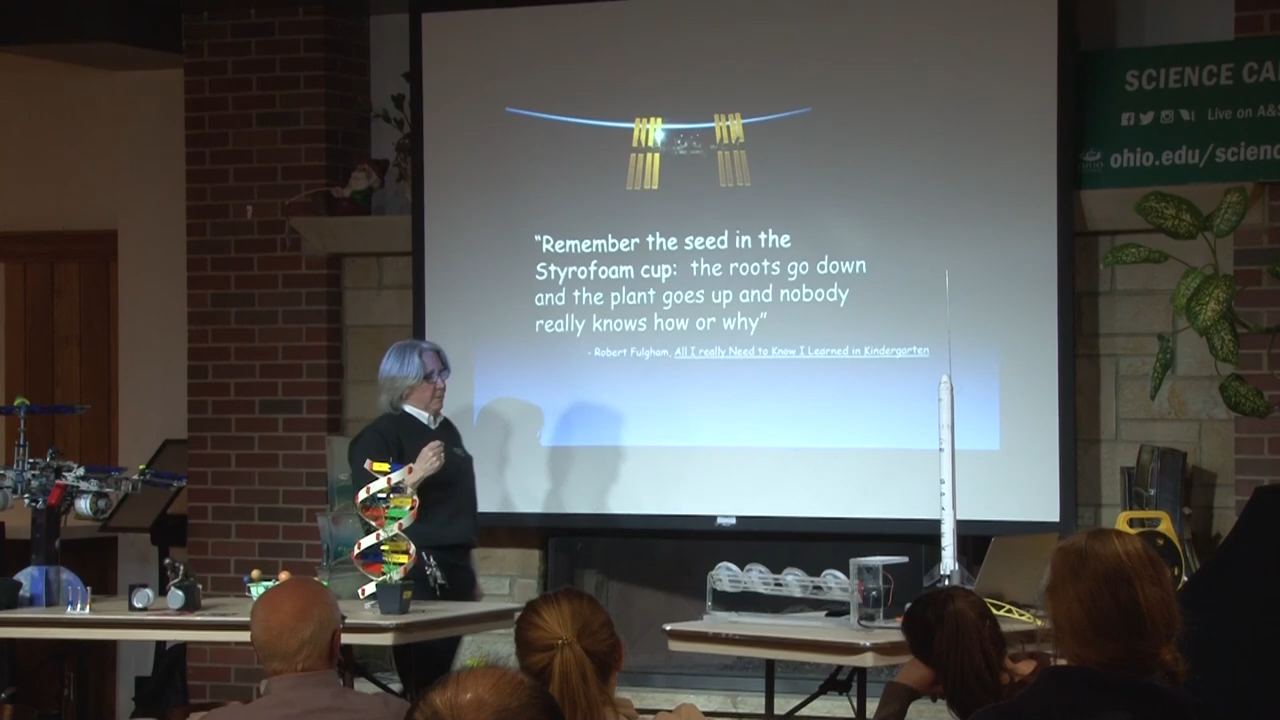 SCIENCE CA
Live on A&S
ohio.edu/scienc
“Remember the seed in the
Styrofoam cup: the roots go down
and the plant goes up and nobody
really knows how or why”
- Robert Fulgham, All I really Need to Know I Learned in Kindergarten